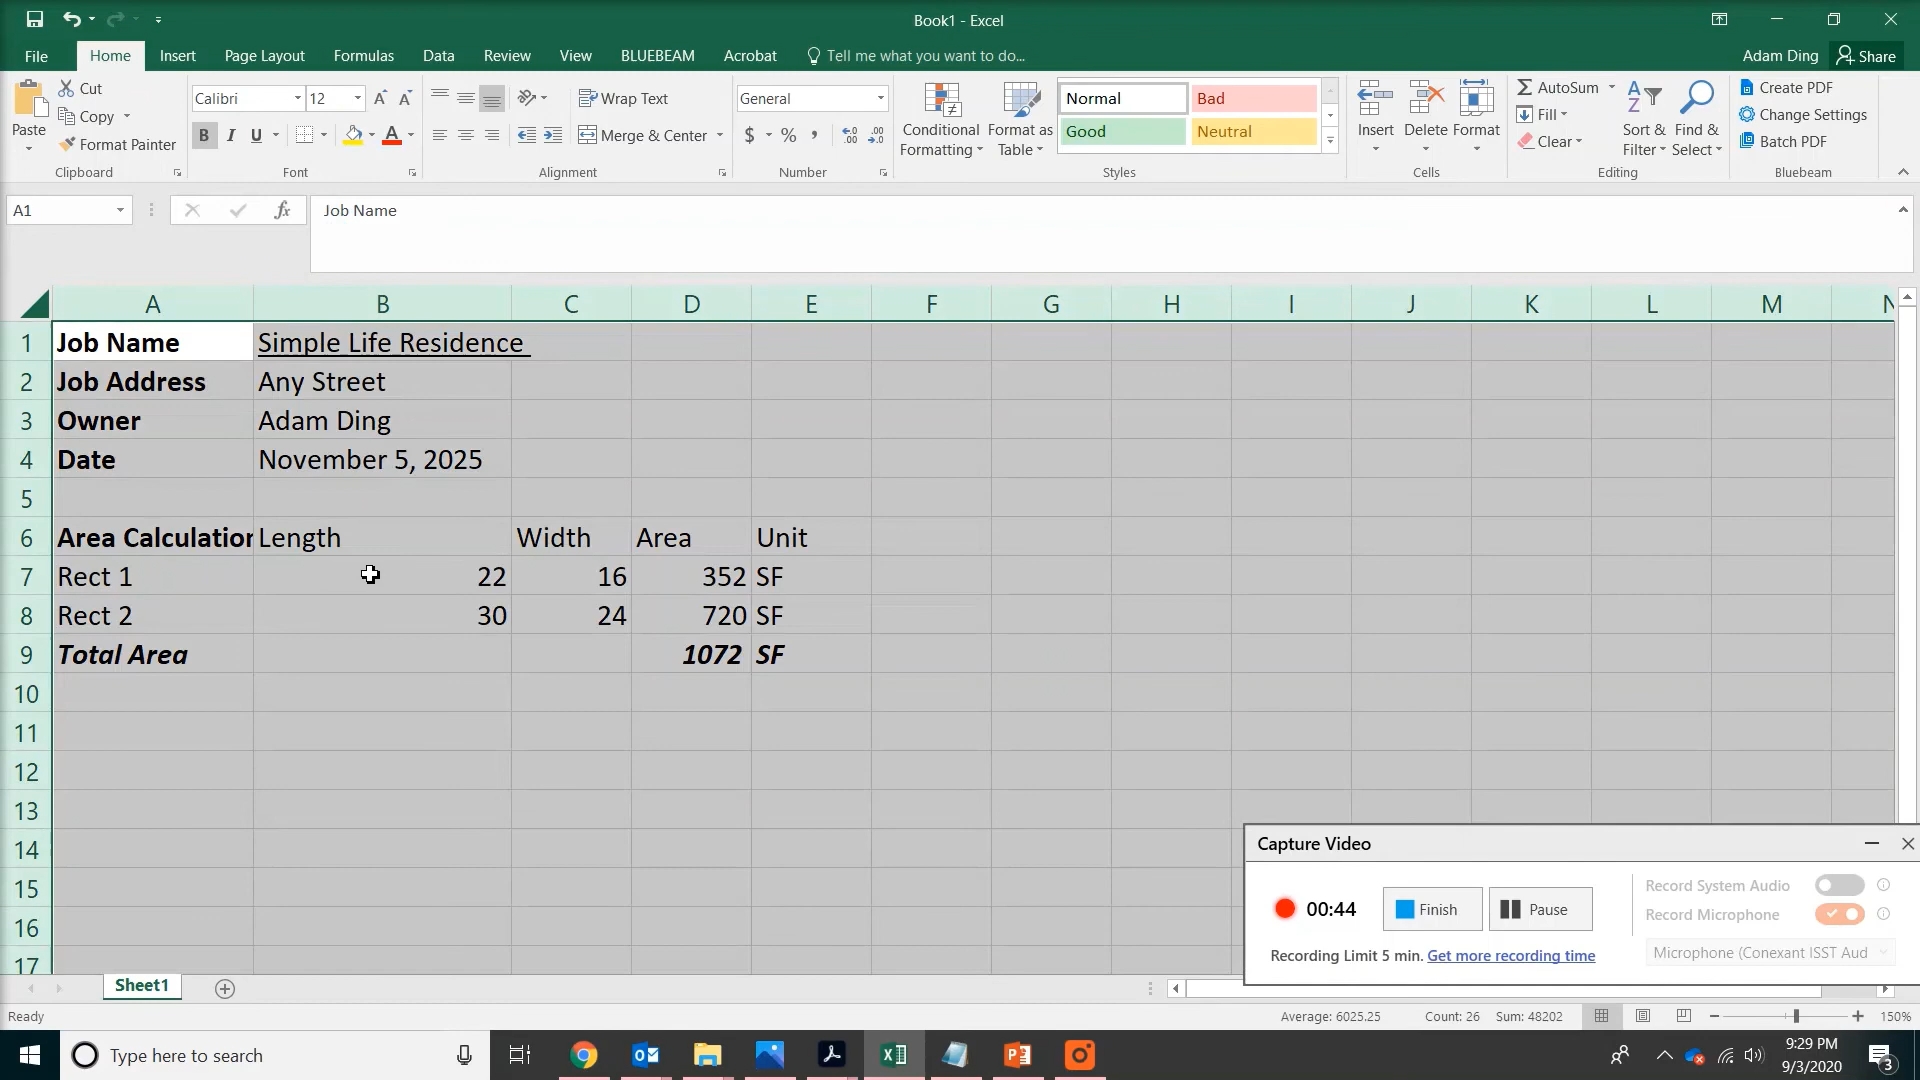 Book1 - Excel
File Home Insert Page Layout Formulas Data Review View BLUEBEAM Acrobat Tell me what you want to do... Adam Ding Share
Paste
Cut
Copy
Format Painter
Clipboard
Calibri 12
B I U
Font
Wrap Text
Merge & Center
Alignment
General
$ % ,
Number
Conditional Formatting
Format as Table
Normal Bad
Good Neutral
Styles
Insert Delete Format
Cells
AutoSum
Fill
Clear
Sort & Filter
Find & Select
Editing
Create PDF
Change Settings
Batch PDF
Bluebeam
A1 fx Job Name
A B C D E F G H I J K L M N
1 Job Name Simple Life Residence
2 Job Address Any Street
3 Owner Adam Ding
4 Date November 5, 2025
5
6 Area Calculation Length Width Area Unit
7 Rect 1 22 16 352 SF
8 Rect 2 30 24 720 SF
9 Total Area 1072 SF
10
11
12
13
14
15
16
17
Capture Video
00:44 Finish Pause
Record System Audio
Record Microphone
Recording Limit 5 min. Get more recording time
Microphone (Conexant ISST Aud
Sheet1
Ready Average: 6025.25 Count: 26 Sum: 48202 150%
Type here to search
9:29 PM
9/3/2020
3